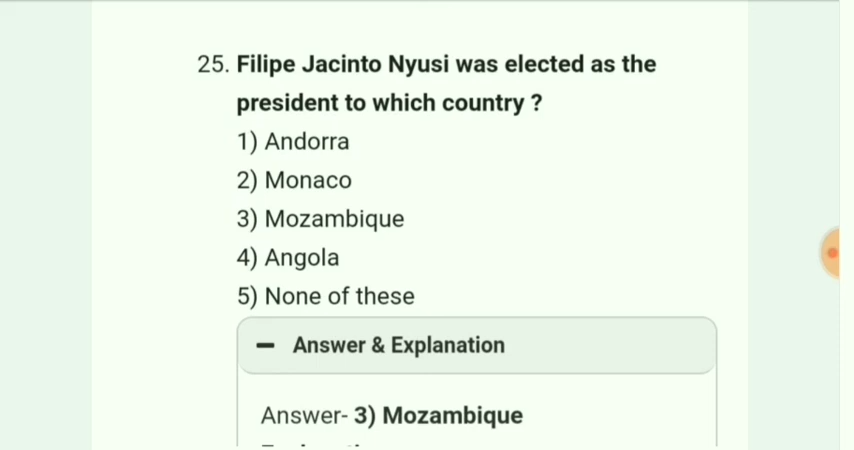 25. Filipe Jacinto Nyusi was elected as the
president to which country ?
1) Andorra
2) Monaco
3) Mozambique
4) Angola
5) None of these
Answer & Explanation
Answer- 3) Mozambique